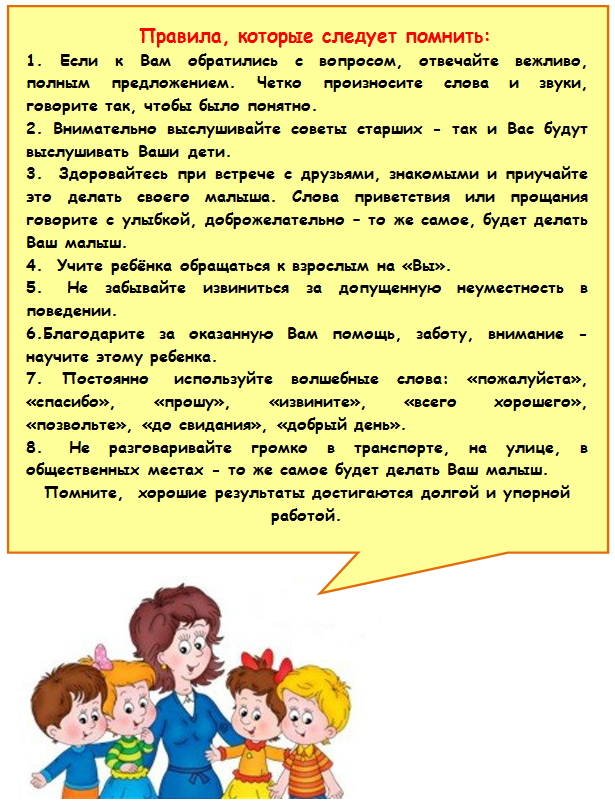 Правила, которые следует помнить:
1. Если к Вам обратились с вопросом, отвечайте вежливо,
полным предложением. Четко произносите слова и звуки,
говорите так, чтобы было понятно.
2. Внимательно выслушивайте советы старших - так и Вас будут
выслушивать Ваши дети.
3. Здоровайтесь при встрече с друзьями, знакомыми и приучайте
это делать своего малыша. Слова приветствия или прощания
говорите с улыбкой, доброжелательно – то же самое, будет делать
Ваш малыш.
4. Учите ребёнка обращаться к взрослым на «Вы».
5. Не забывайте извиниться за допущенную неуместность в
поведении.
6.Благодарите за оказанную Вам помощь, заботу, внимание -
научите этому ребенка.
7. Постоянно используйте волшебные слова: «пожалуйста»,
«спасибо», «прошу», «извините», «всего хорошего»,
«позвольте», «до свидания», «добрый день».
8. Не разговаривайте громко в транспорте, на улице, в
общественных местах - то же самое будет делать Ваш малыш.
Помните, хорошие результаты достигаются долгой и упорной
работой.